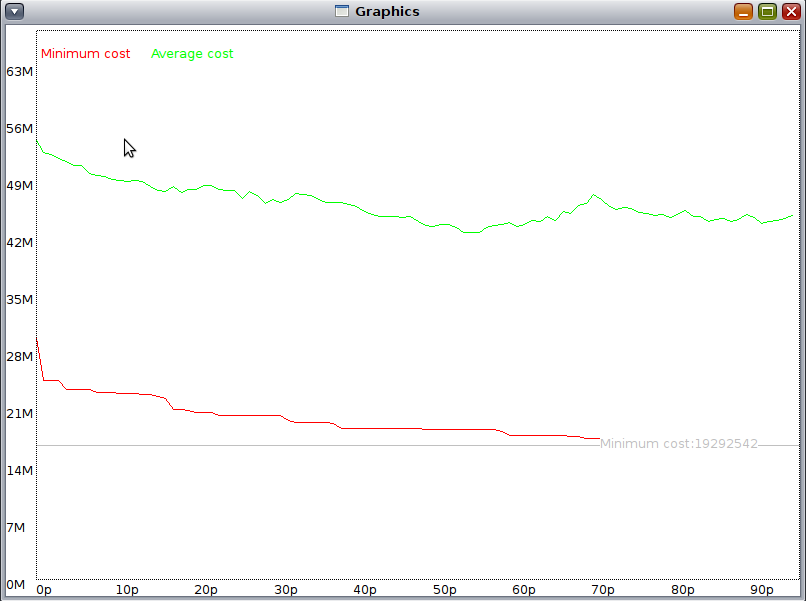 Graphics
Minimum cost Average cost
63M
56M
49M
42M
35M
28M
21M
Minimum cost:19292542
14M
7M
0M
0p 10p 20p 30p 40p 50p 60p 70p 80p 90p